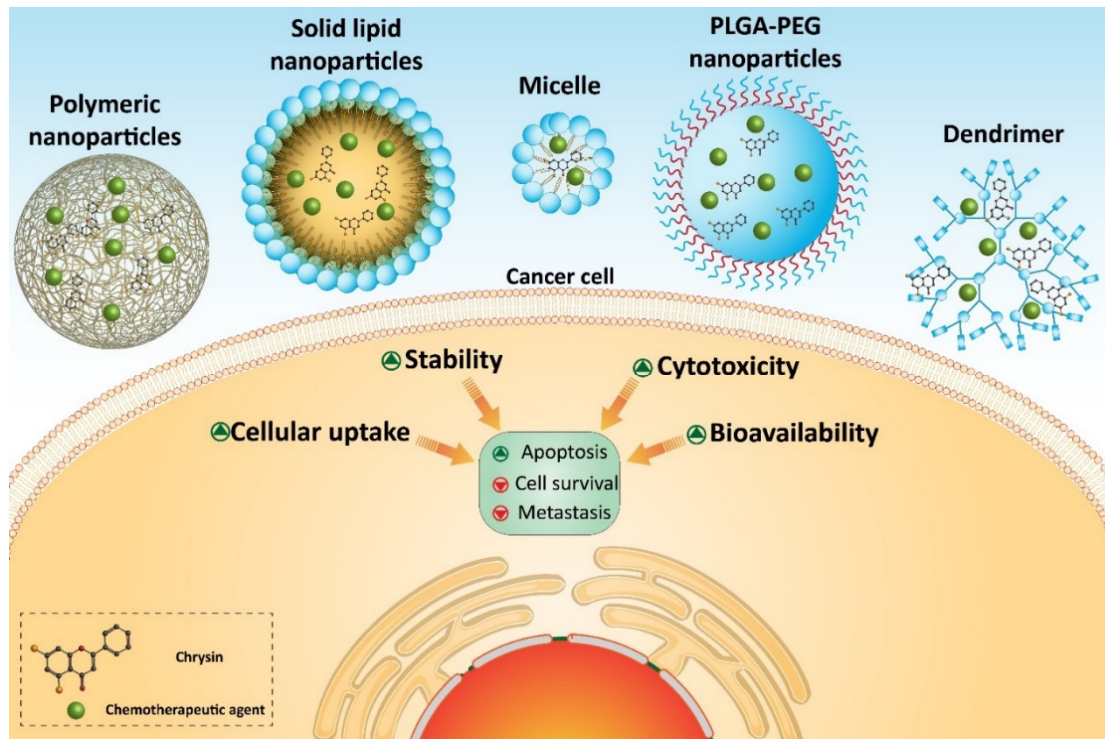 Solid lipid
nanoparticles
PLGA-PEG
nanoparticles
Micelle
Polymeric
nanoparticles
Dendrimer
Cancer cell
Stability
Cytotoxicity
Cellular uptake
Bioavailability
Apoptosis
Cell survival
Metastasis
Chrysin
Chemotherapeutic agent